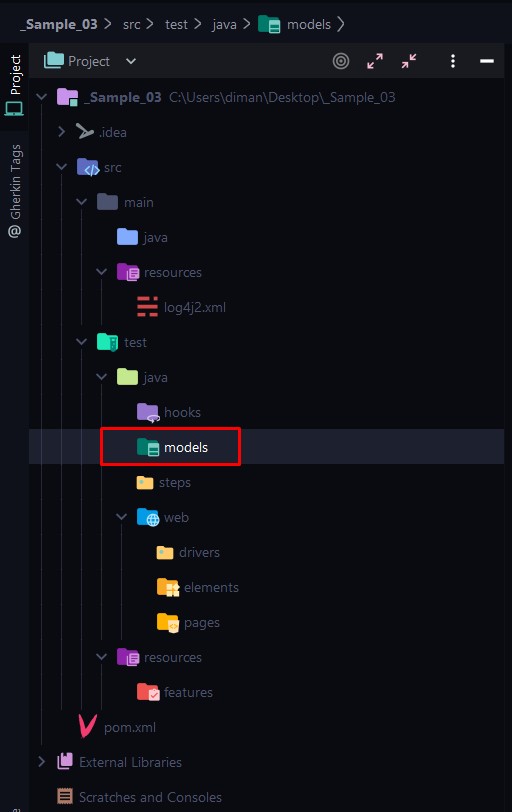 _Sample_03 > src > test > java > models >
Project
Project
_Sample_03 C:\Users\diman\Desktop\_Sample_03
.idea
src
main
java
resources
log4j2.xml
test
java
hooks
models
steps
web
drivers
elements
pages
resources
features
pom.xml
External Libraries
Scratches and Consoles
@ Gherkin Tags